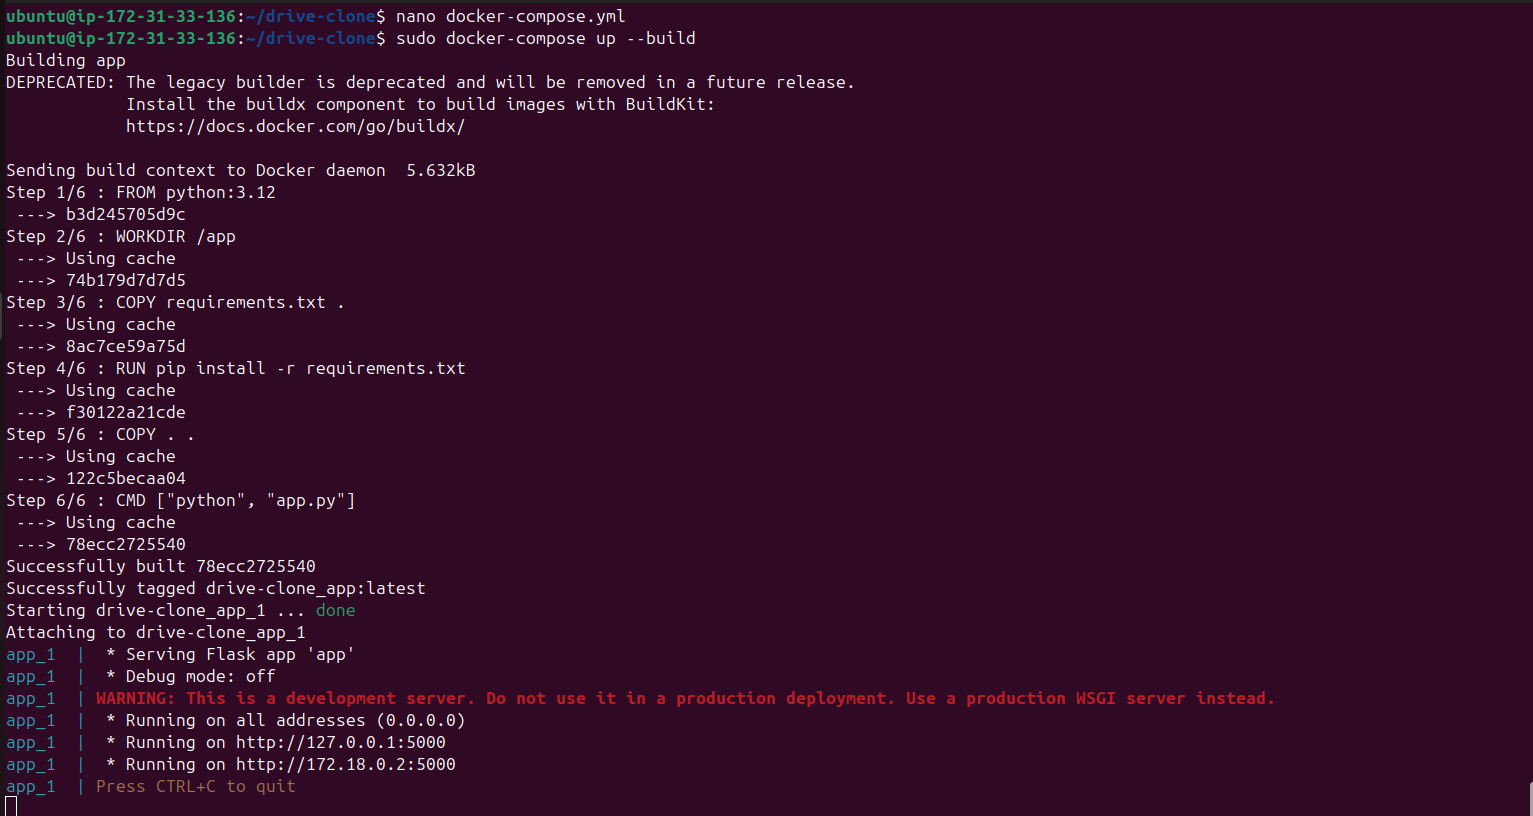 ubuntu@ip-172-31-33-136:~/drive-clone$ nano docker-compose.yml
ubuntu@ip-172-31-33-136:~/drive-clone$ sudo docker-compose up --build
Building app
DEPRECATED: The legacy builder is deprecated and will be removed in a future release.
            Install the buildx component to build images with BuildKit:
            https://docs.docker.com/go/buildx/

Sending build context to Docker daemon  5.632kB
Step 1/6 : FROM python:3.12
 ---> b3d245705d9c
Step 2/6 : WORKDIR /app
 ---> Using cache
 ---> 74b179d7d7d5
Step 3/6 : COPY requirements.txt .
 ---> Using cache
 ---> 8ac7ce59a75d
Step 4/6 : RUN pip install -r requirements.txt
 ---> Using cache
 ---> f30122a21cde
Step 5/6 : COPY . .
 ---> Using cache
 ---> 122c5becaa04
Step 6/6 : CMD ["python", "app.py"]
 ---> Using cache
 ---> 78ecc2725540
Successfully built 78ecc2725540
Successfully tagged drive-clone_app:latest
Starting drive-clone_app_1 ... done
Attaching to drive-clone_app_1
app_1  |  * Serving Flask app 'app'
app_1  |  * Debug mode: off
app_1  | WARNING: This is a development server. Do not use it in a production deployment. Use a production WSGI server instead.
app_1  |  * Running on all addresses (0.0.0.0)
app_1  |  * Running on http://127.0.0.1:5000
app_1  |  * Running on http://172.18.0.2:5000
app_1  | Press CTRL+C to quit